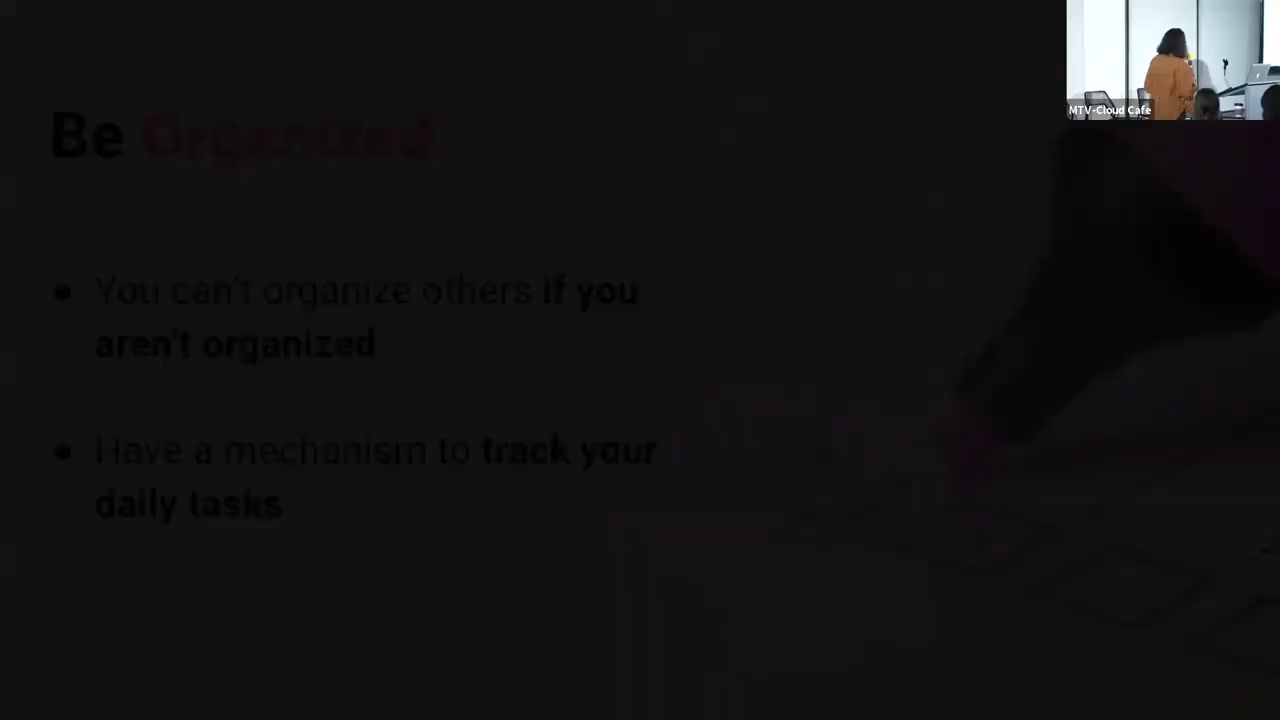 MTV-Cloud Cafe
Be Organized
● You can't organize others if you
aren't organized
● Have a mechanism to track your
daily tasks